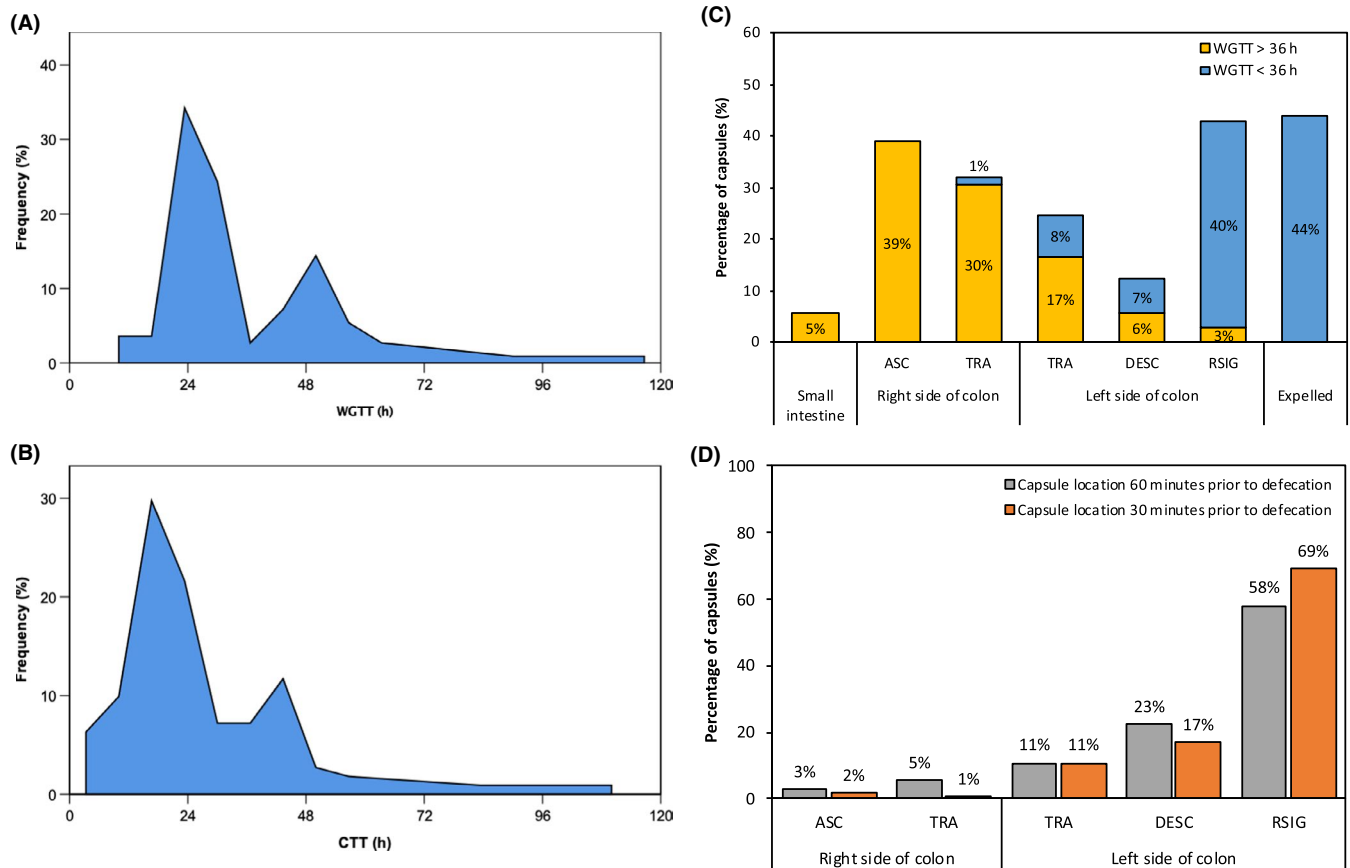 (A)
Frequency (%)
40
30
20
10
0
0 24 48 72 96 120
WGTT (h)
(B)
Frequency (%)
30
20
10
0
0 24 48 72 96 120
CTT (h)
(C)
Percentage of capsules (%)
60
50
40
30
20
10
0
WGTT > 36 h
WGTT < 36 h
5%
39%
1%
30%
8%
17%
7%
6%
40%
3%
44%
ASC TRA TRA DESC RSIG
Small intestine
Right side of colon
Left side of colon
Expelled
(D)
Percentage of capsules (%)
100
80
60
40
20
0
Capsule location 60 minutes prior to defecation
Capsule location 30 minutes prior to defecation
3% 2% 5% 1% 11% 11% 23% 17% 58% 69%
ASC TRA TRA DESC RSIG
Right side of colon Left side of colon